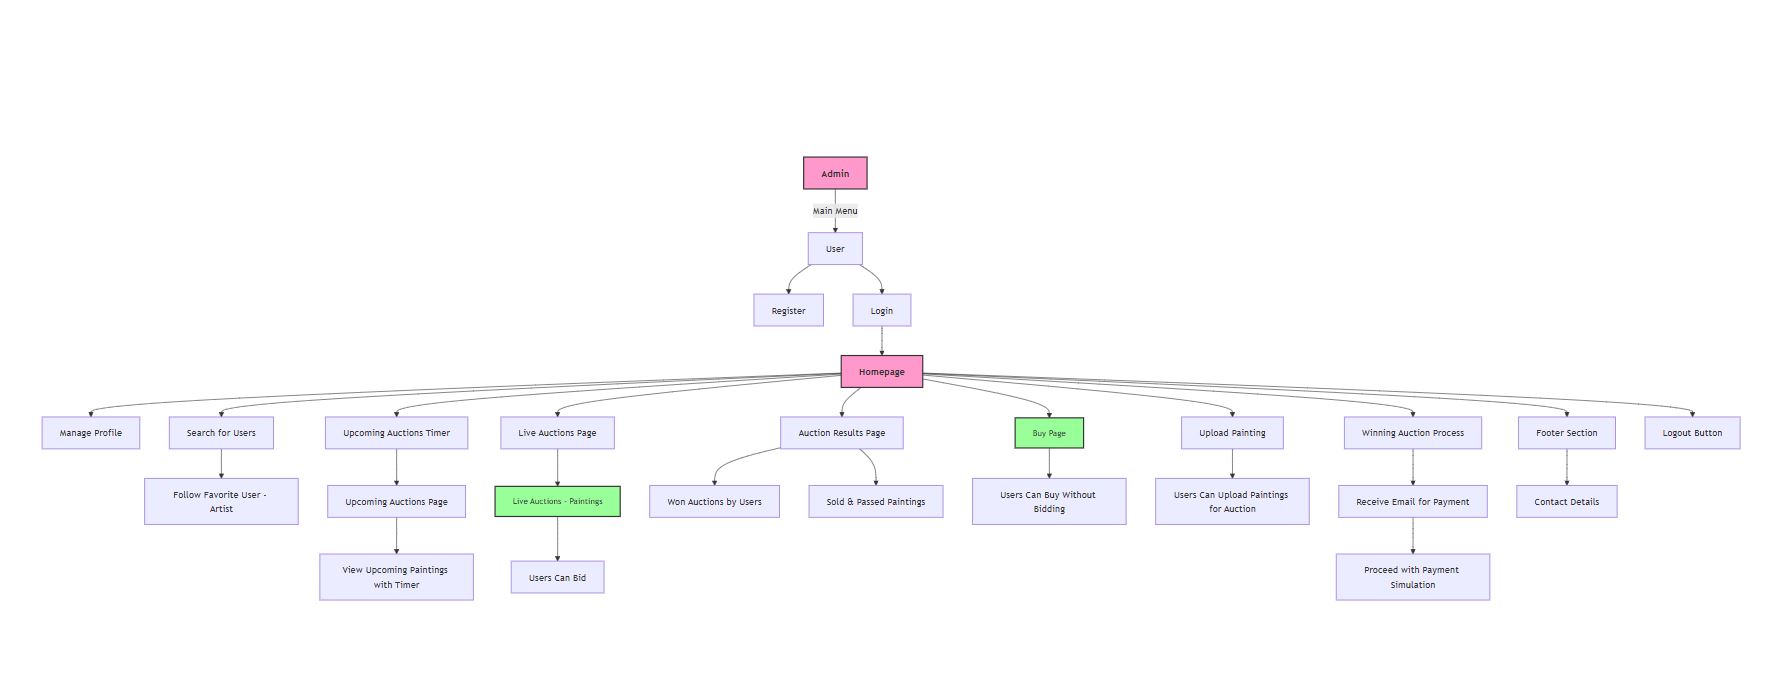 Admin
Main Menu
User
Register
Login
Homepage
Manage Profile
Search for Users
Upcoming Auctions Timer
Live Auctions Page
Auction Results Page
Buy Page
Upload Painting
Winning Auction Process
Footer Section
Logout Button
Follow Favorite User -
Artist
Upcoming Auctions Page
Live Auctions - Paintings
Won Auctions by Users
Sold & Passed Paintings
Users Can Buy Without
Bidding
Users Can Upload Paintings
for Auction
Receive Email for Payment
Contact Details
View Upcoming Paintings
with Timer
Users Can Bid
Proceed with Payment
Simulation